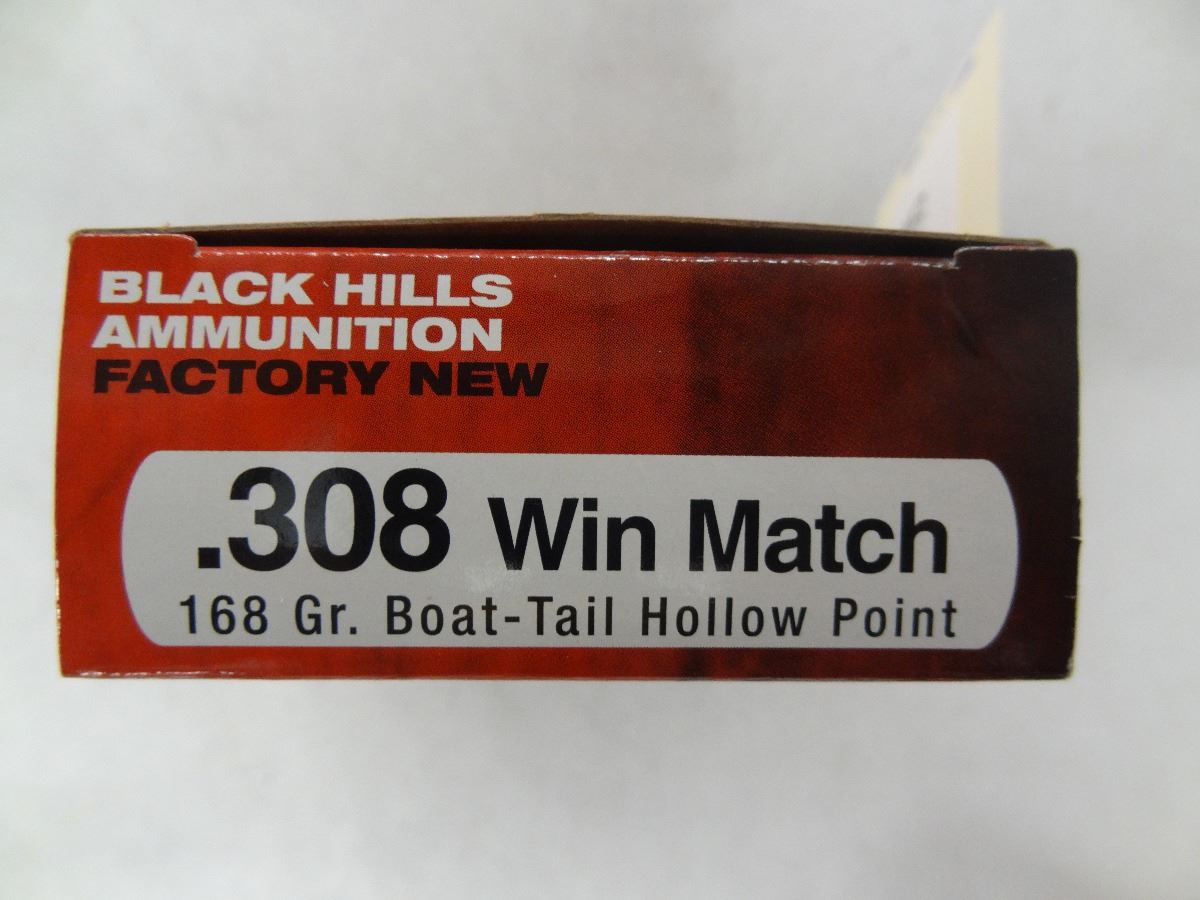 BLACK HILLS
AMMUNITION
FACTORY NEW
.308 Win Match
168 Gr. Boat-Tail Hollow Point